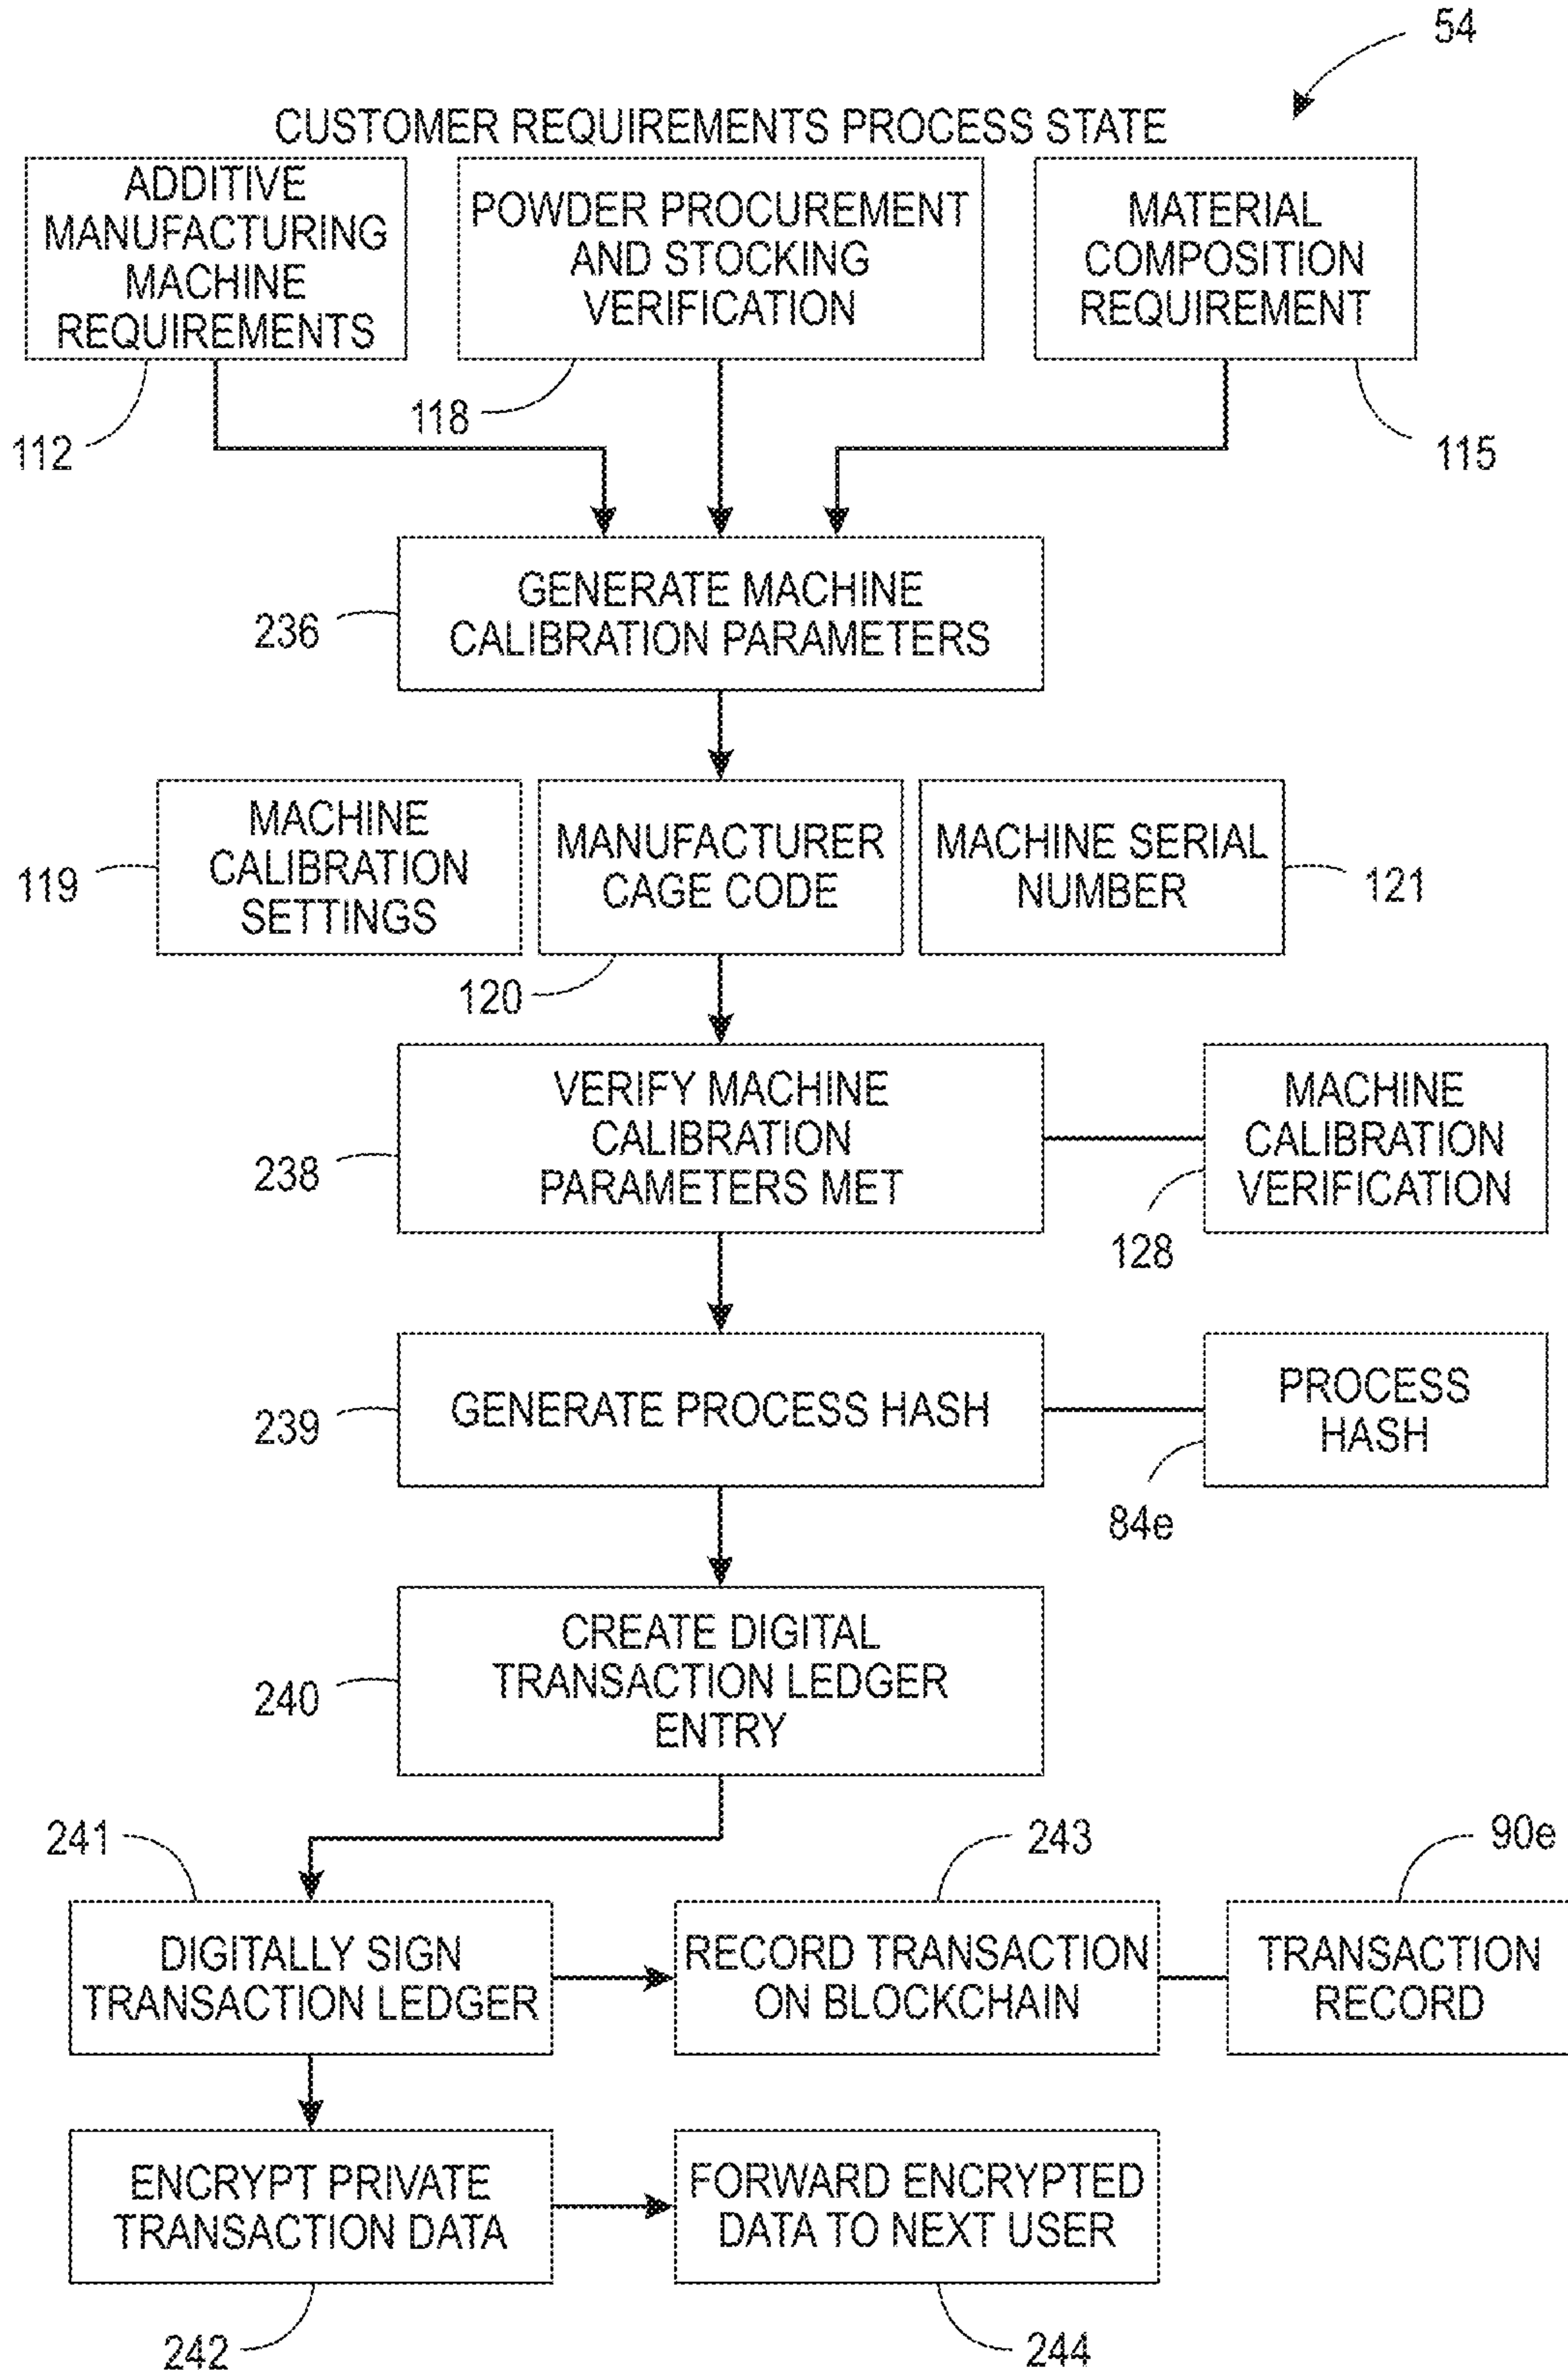 54
CUSTOMER REQUIREMENTS PROCESS STATE
ADDITIVE
MANUFACTURING
MACHINE
REQUIREMENTS
POWDER PROCUREMENT
AND STOCKING
VERIFICATION
MATERIAL
COMPOSITION
REQUIREMENT
112
118
115
GENERATE MACHINE
CALIBRATION PARAMETERS
236
MACHINE
CALIBRATION
SETTINGS
119
MANUFACTURER
CAGE CODE
120
MACHINE SERIAL
NUMBER
121
VERIFY MACHINE
CALIBRATION
PARAMETERS MET
238
MACHINE
CALIBRATION
VERIFICATION
128
GENERATE PROCESS HASH
239
PROCESS
HASH
84e
CREATE DIGITAL
TRANSACTION LEDGER
ENTRY
240
241
243
90e
DIGITALLY SIGN
TRANSACTION LEDGER
RECORD TRANSACTION
ON BLOCKCHAIN
TRANSACTION
RECORD
ENCRYPT PRIVATE
TRANSACTION DATA
FORWARD ENCRYPTED
DATA TO NEXT USER
242
244